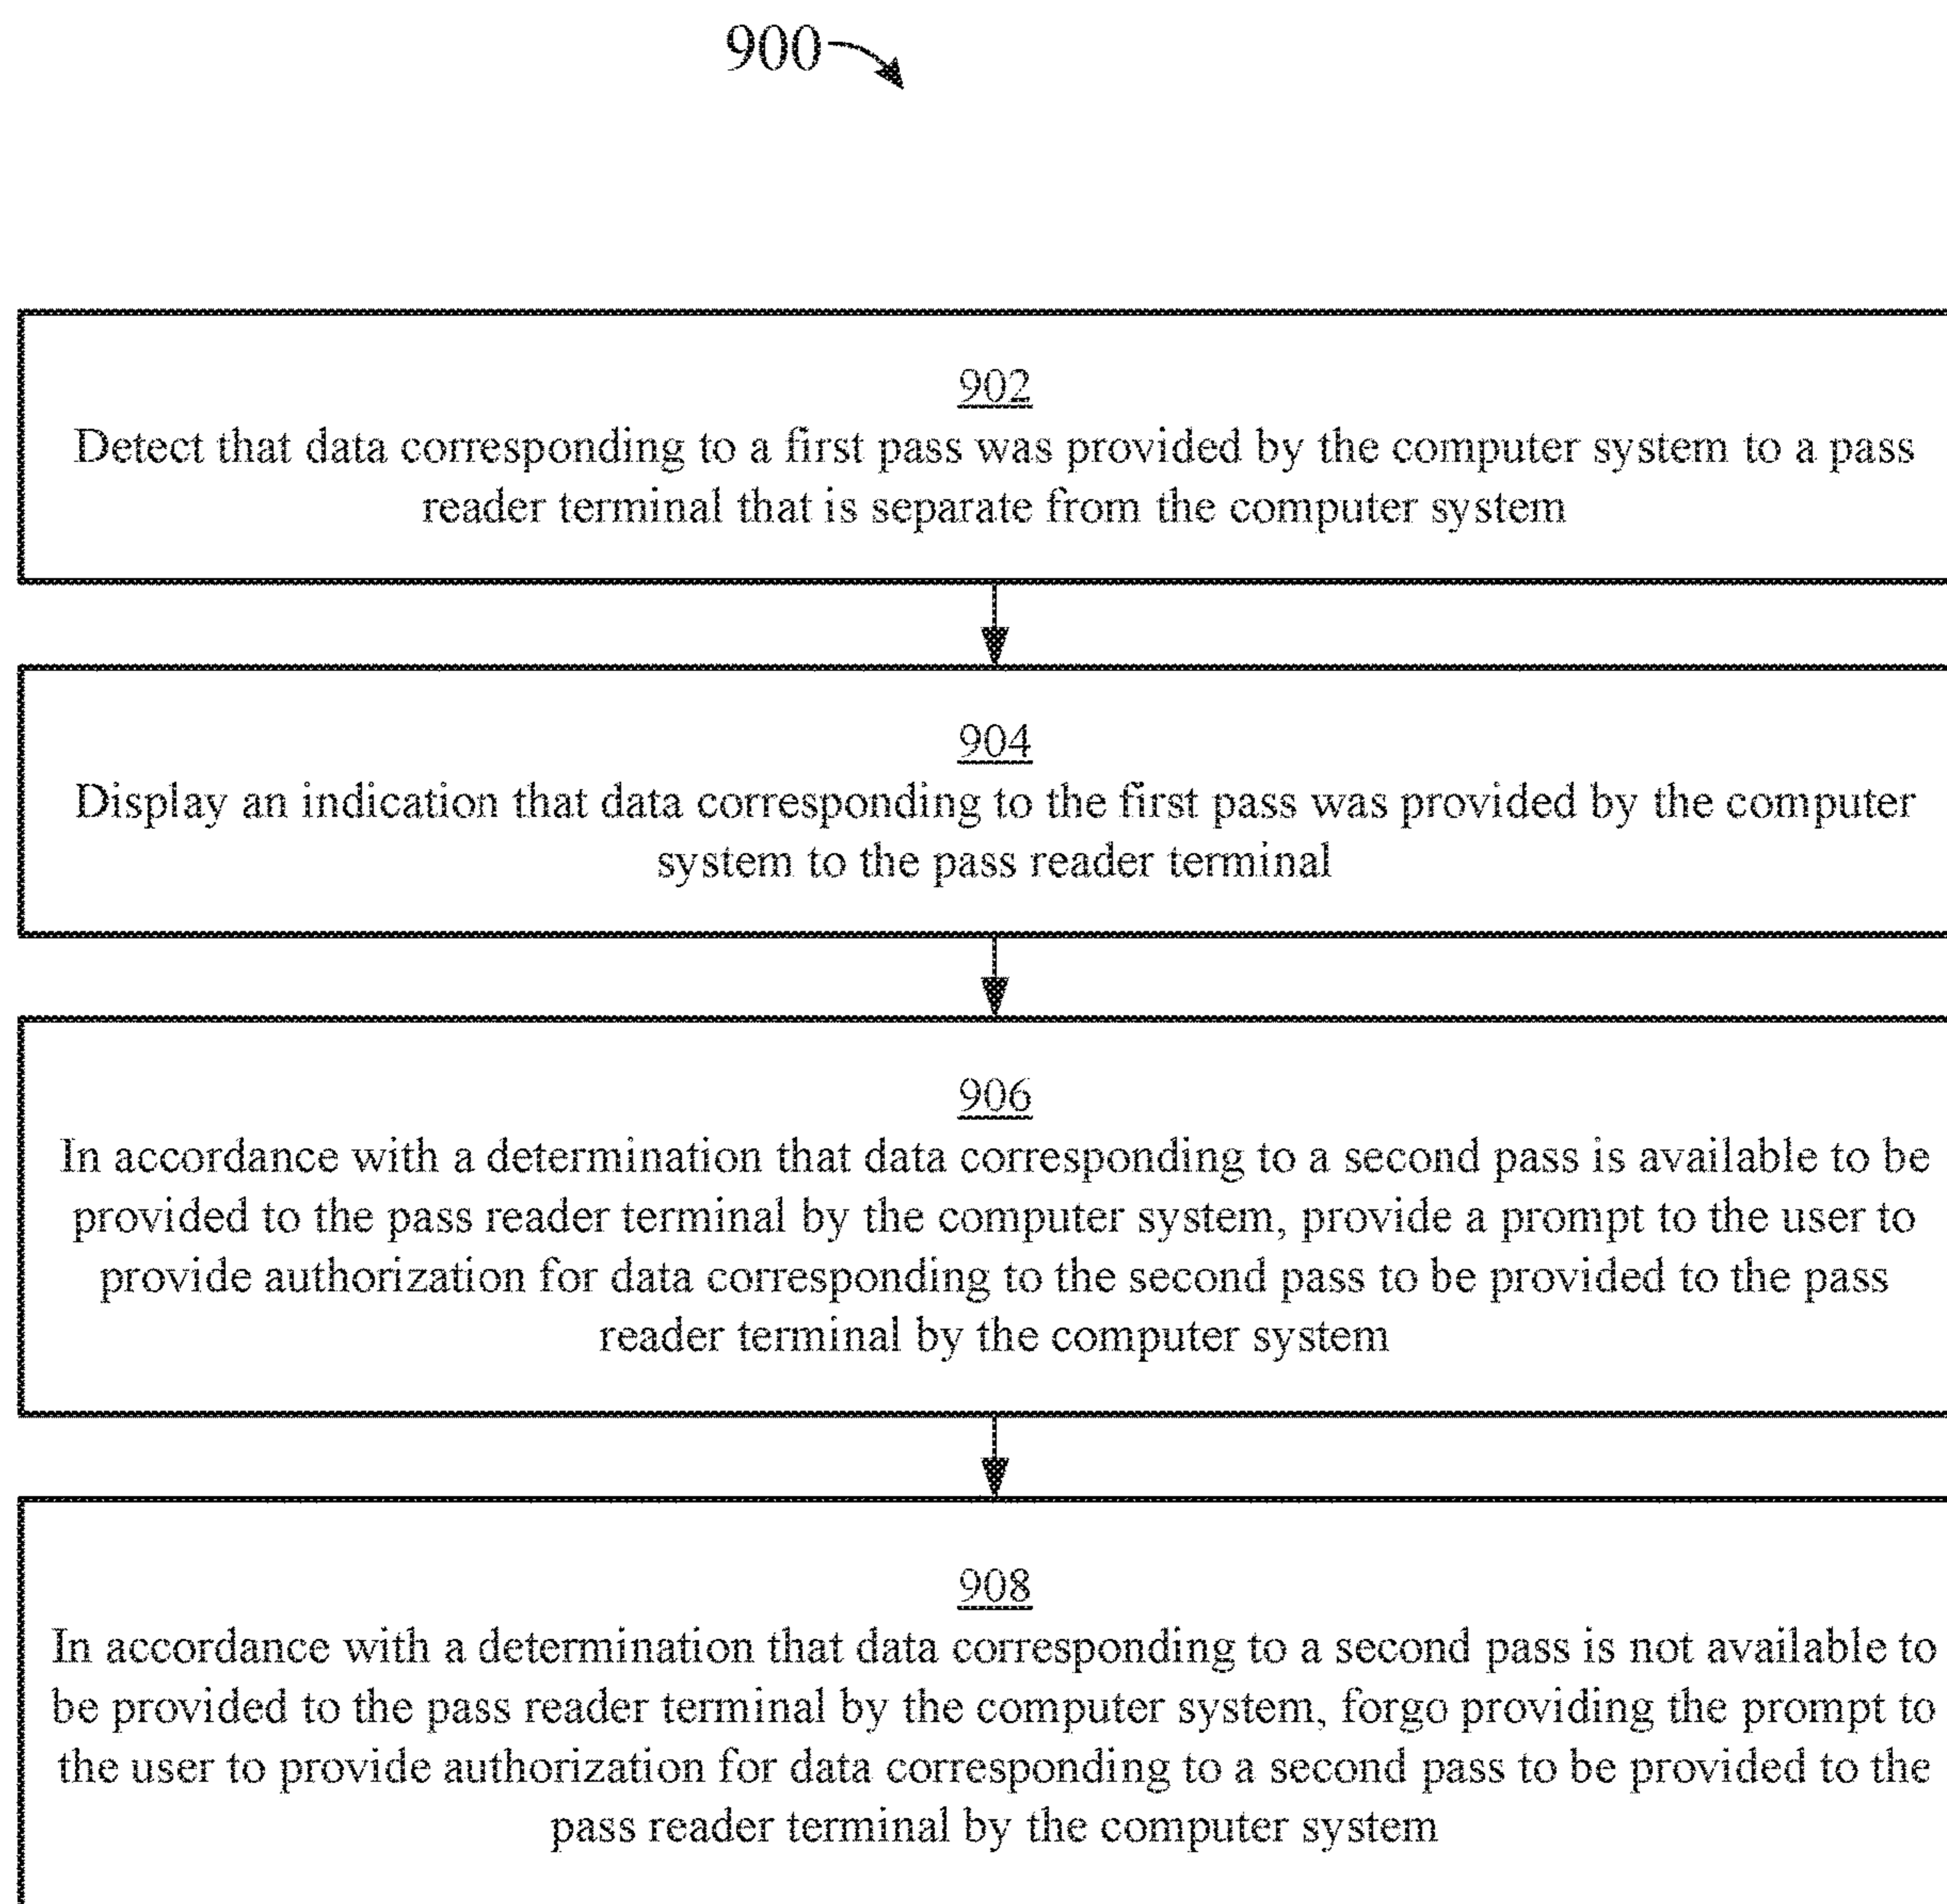 900
902
Detect that data corresponding to a first pass was provided by the computer system to a pass
reader terminal that is separate from the computer system
904
Display an indication that data corresponding to the first pass was provided by the computer
system to the pass reader terminal
906
In accordance with a determination that data corresponding to a second pass is available to be
provided to the pass reader terminal by the computer system, provide a prompt to the user to
provide authorization for data corresponding to the second pass to be provided to the pass
reader terminal by the computer system
908
In accordance with a determination that data corresponding to a second pass is not available to
be provided to the pass reader terminal by the computer system, forgo providing the prompt to
the user to provide authorization for data corresponding to a second pass to be provided to the
pass reader terminal by the computer system